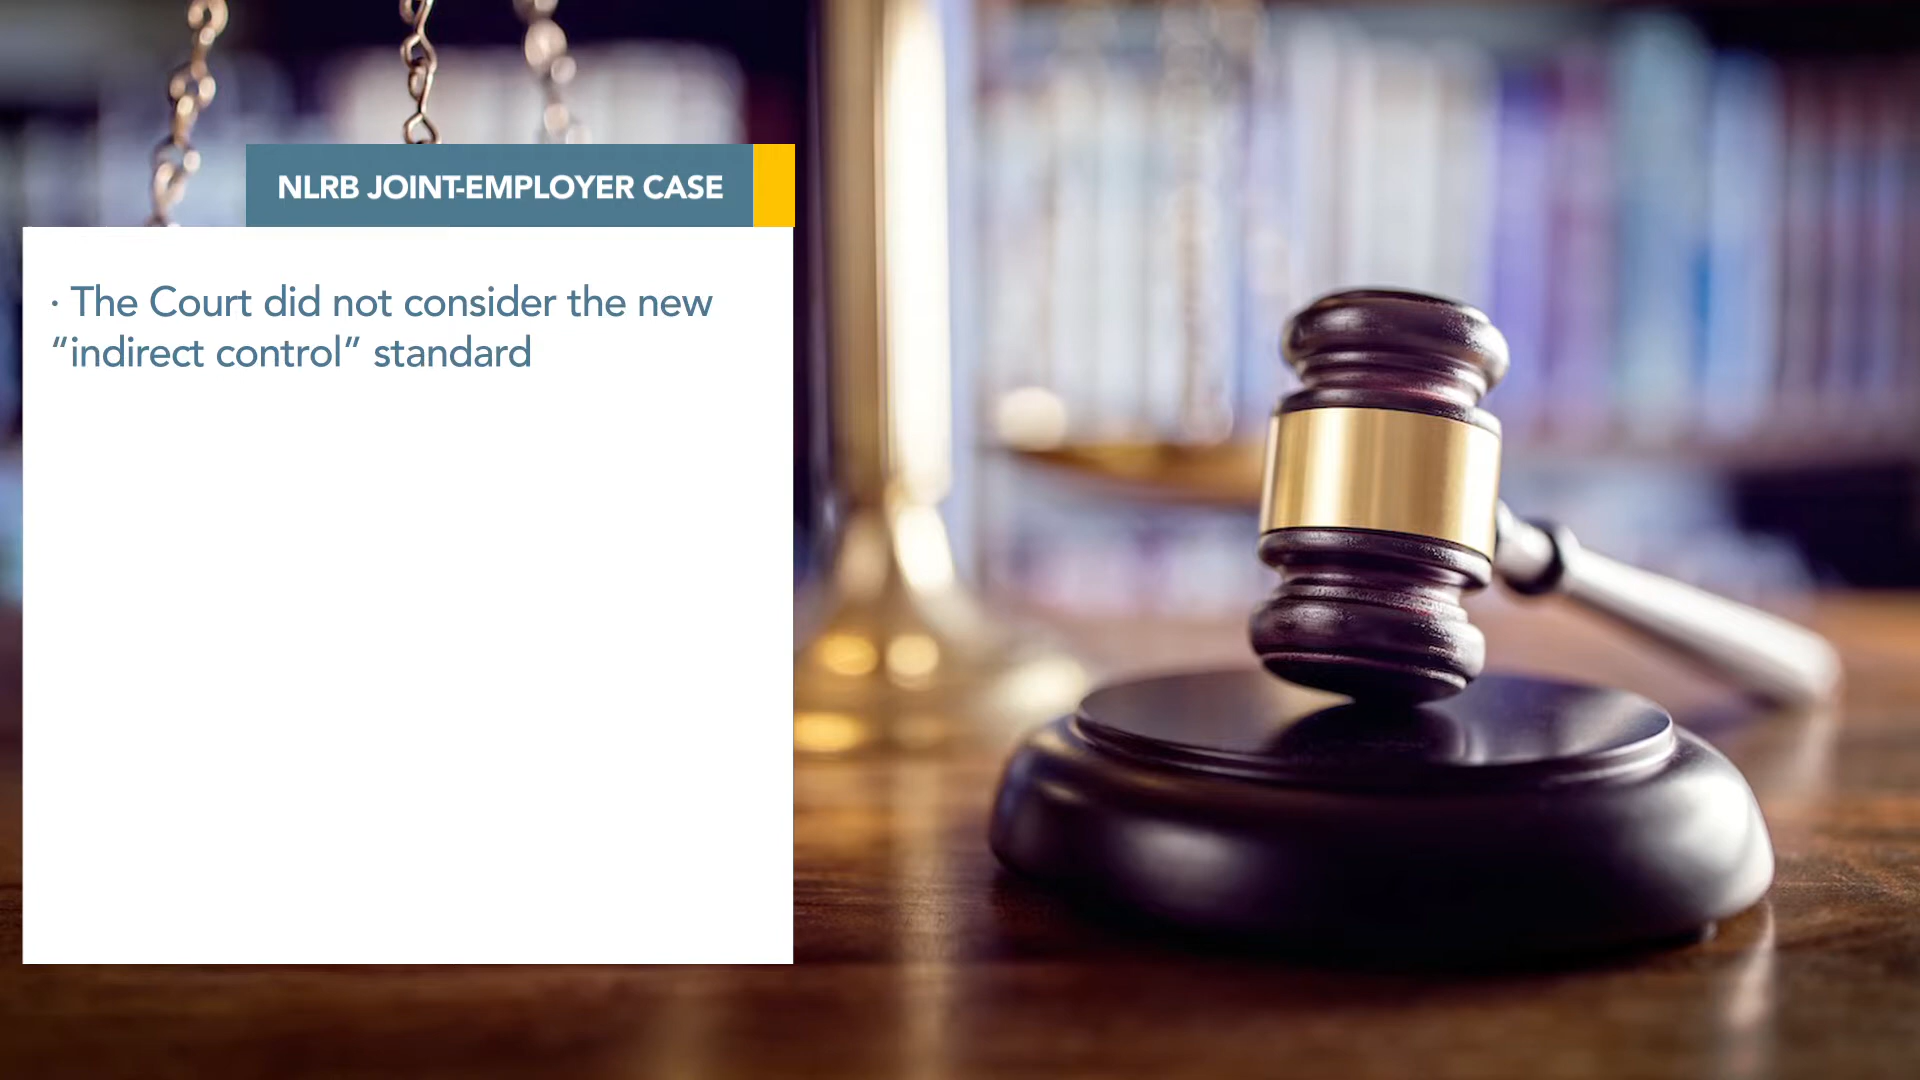 NLRB JOINT-EMPLOYER CASE
· The Court did not consider the new
“indirect control” standard